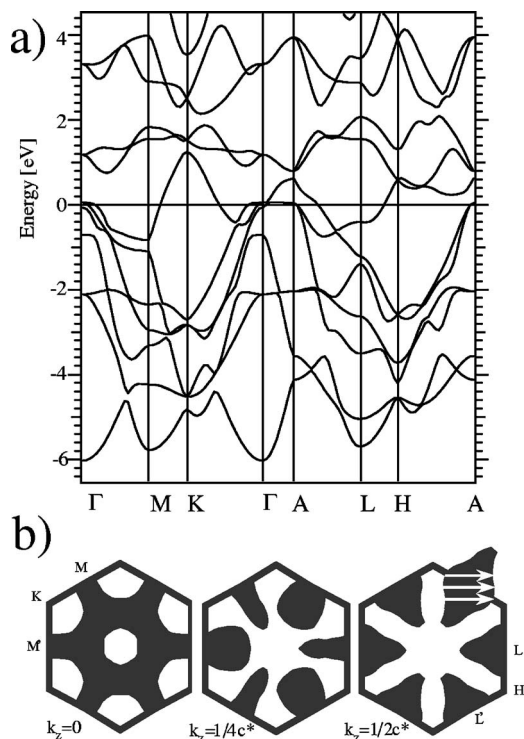 a)
Energy [eV]
4
2
0
-2
-4
-6
Γ M K Γ A L H A
b)
M
K
M'
L
H
L'
k_z=0
k_z=1/4c*
k_z=1/2c*